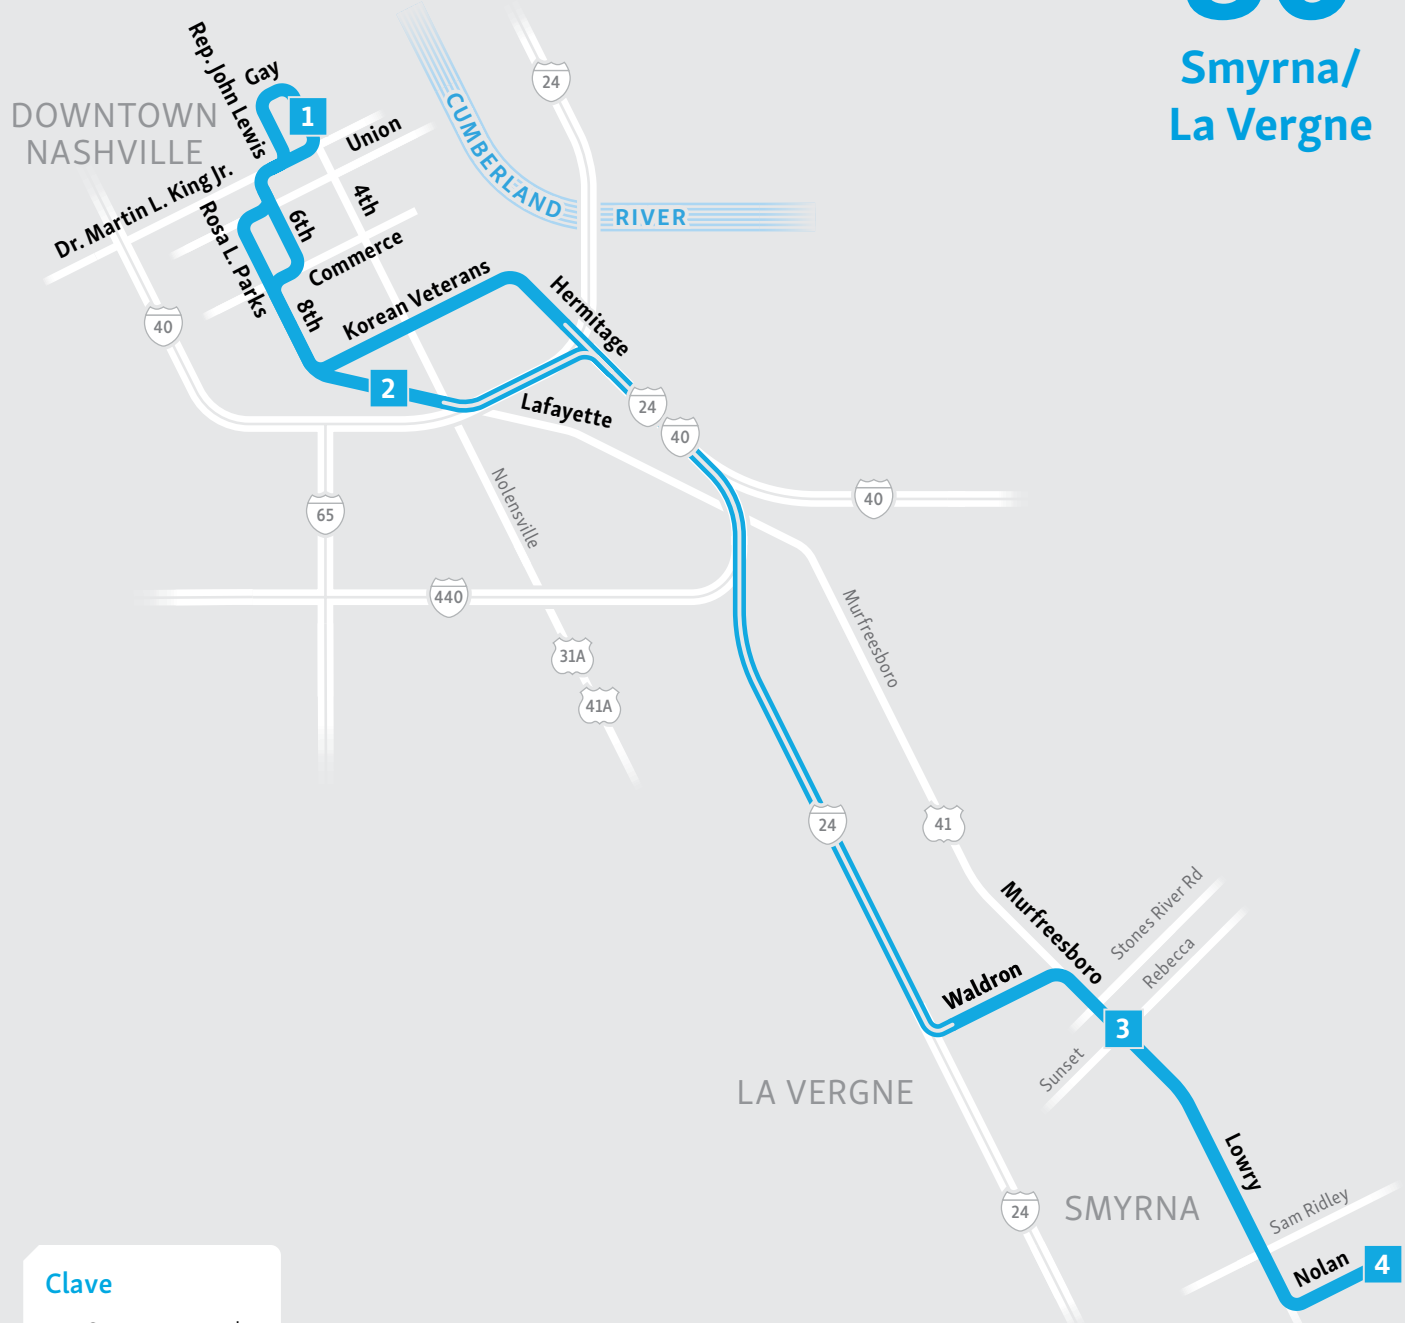 Smyrna/
La Vergne
DOWNTOWN
NASHVILLE
Rep. John Lewis
Gay
1
Union
Dr. Martin L. King Jr.
Rosa L. Parks
6th
4th
Commerce
8th
Korean Veterans
Hermitage
CUMBERLAND
RIVER
24
40
2
Lafayette
24
40
40
65
440
Nolensville
31A
41A
Murfreesboro
24
41
Murfreesboro
Stones River Rd
Rebecca
Waldron
3
Sunset
LA VERGNE
Lowry
SMYRNA
24
Sam Ridley
Nolan
4
Clave